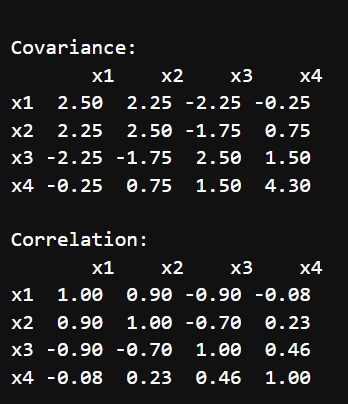 Covariance:
x1 x2 x3 x4
x1 2.50 2.25 -2.25 -0.25
x2 2.25 2.50 -1.75 0.75
x3 -2.25 -1.75 2.50 1.50
x4 -0.25 0.75 1.50 4.30
Correlation:
x1 x2 x3 x4
x1 1.00 0.90 -0.90 -0.08
x2 0.90 1.00 -0.70 0.23
x3 -0.90 -0.70 1.00 0.46
x4 -0.08 0.23 0.46 1.00